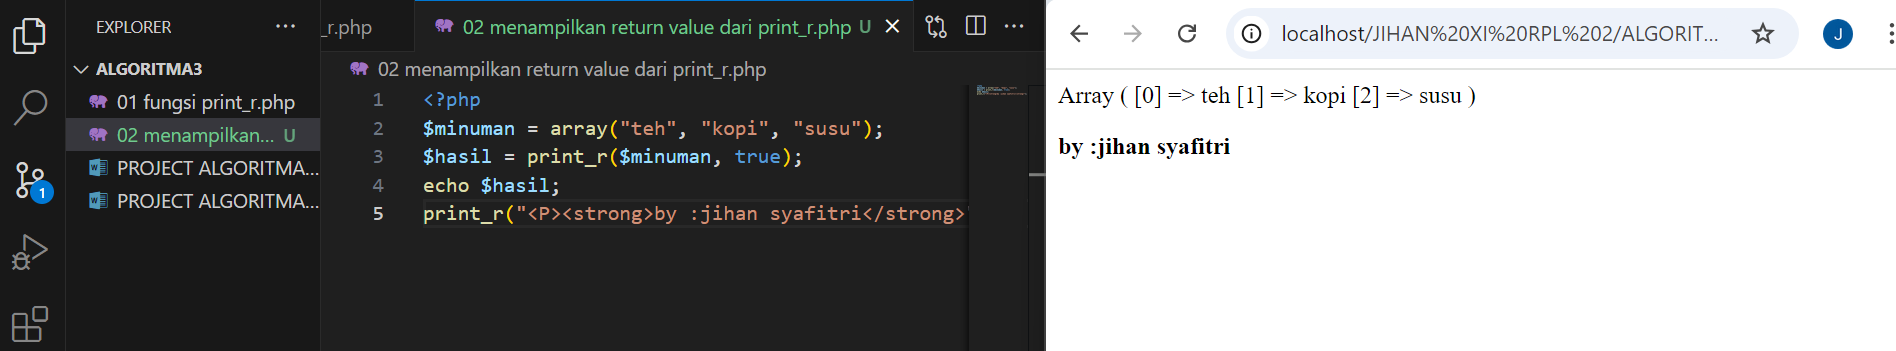 EXPLORER
ALGORITMA3
01 fungsi print_r.php
02 menampilkan... U
PROJECT ALGORITMA...
PROJECT ALGORITMA...
1
_r.php
02 menampilkan return value dari print_r.php U
02 menampilkan return value dari print_r.php
1 <?php
2 $minuman = array("teh", "kopi", "susu");
3 $hasil = print_r($minuman, true);
4 echo $hasil;
5 print_r("<P><strong>by :jihan syafitri</strong>
localhost/JIHAN%20XI%20RPL%202/ALGORIT...
J
Array ( [0] => teh [1] => kopi [2] => susu )
by :jihan syafitri